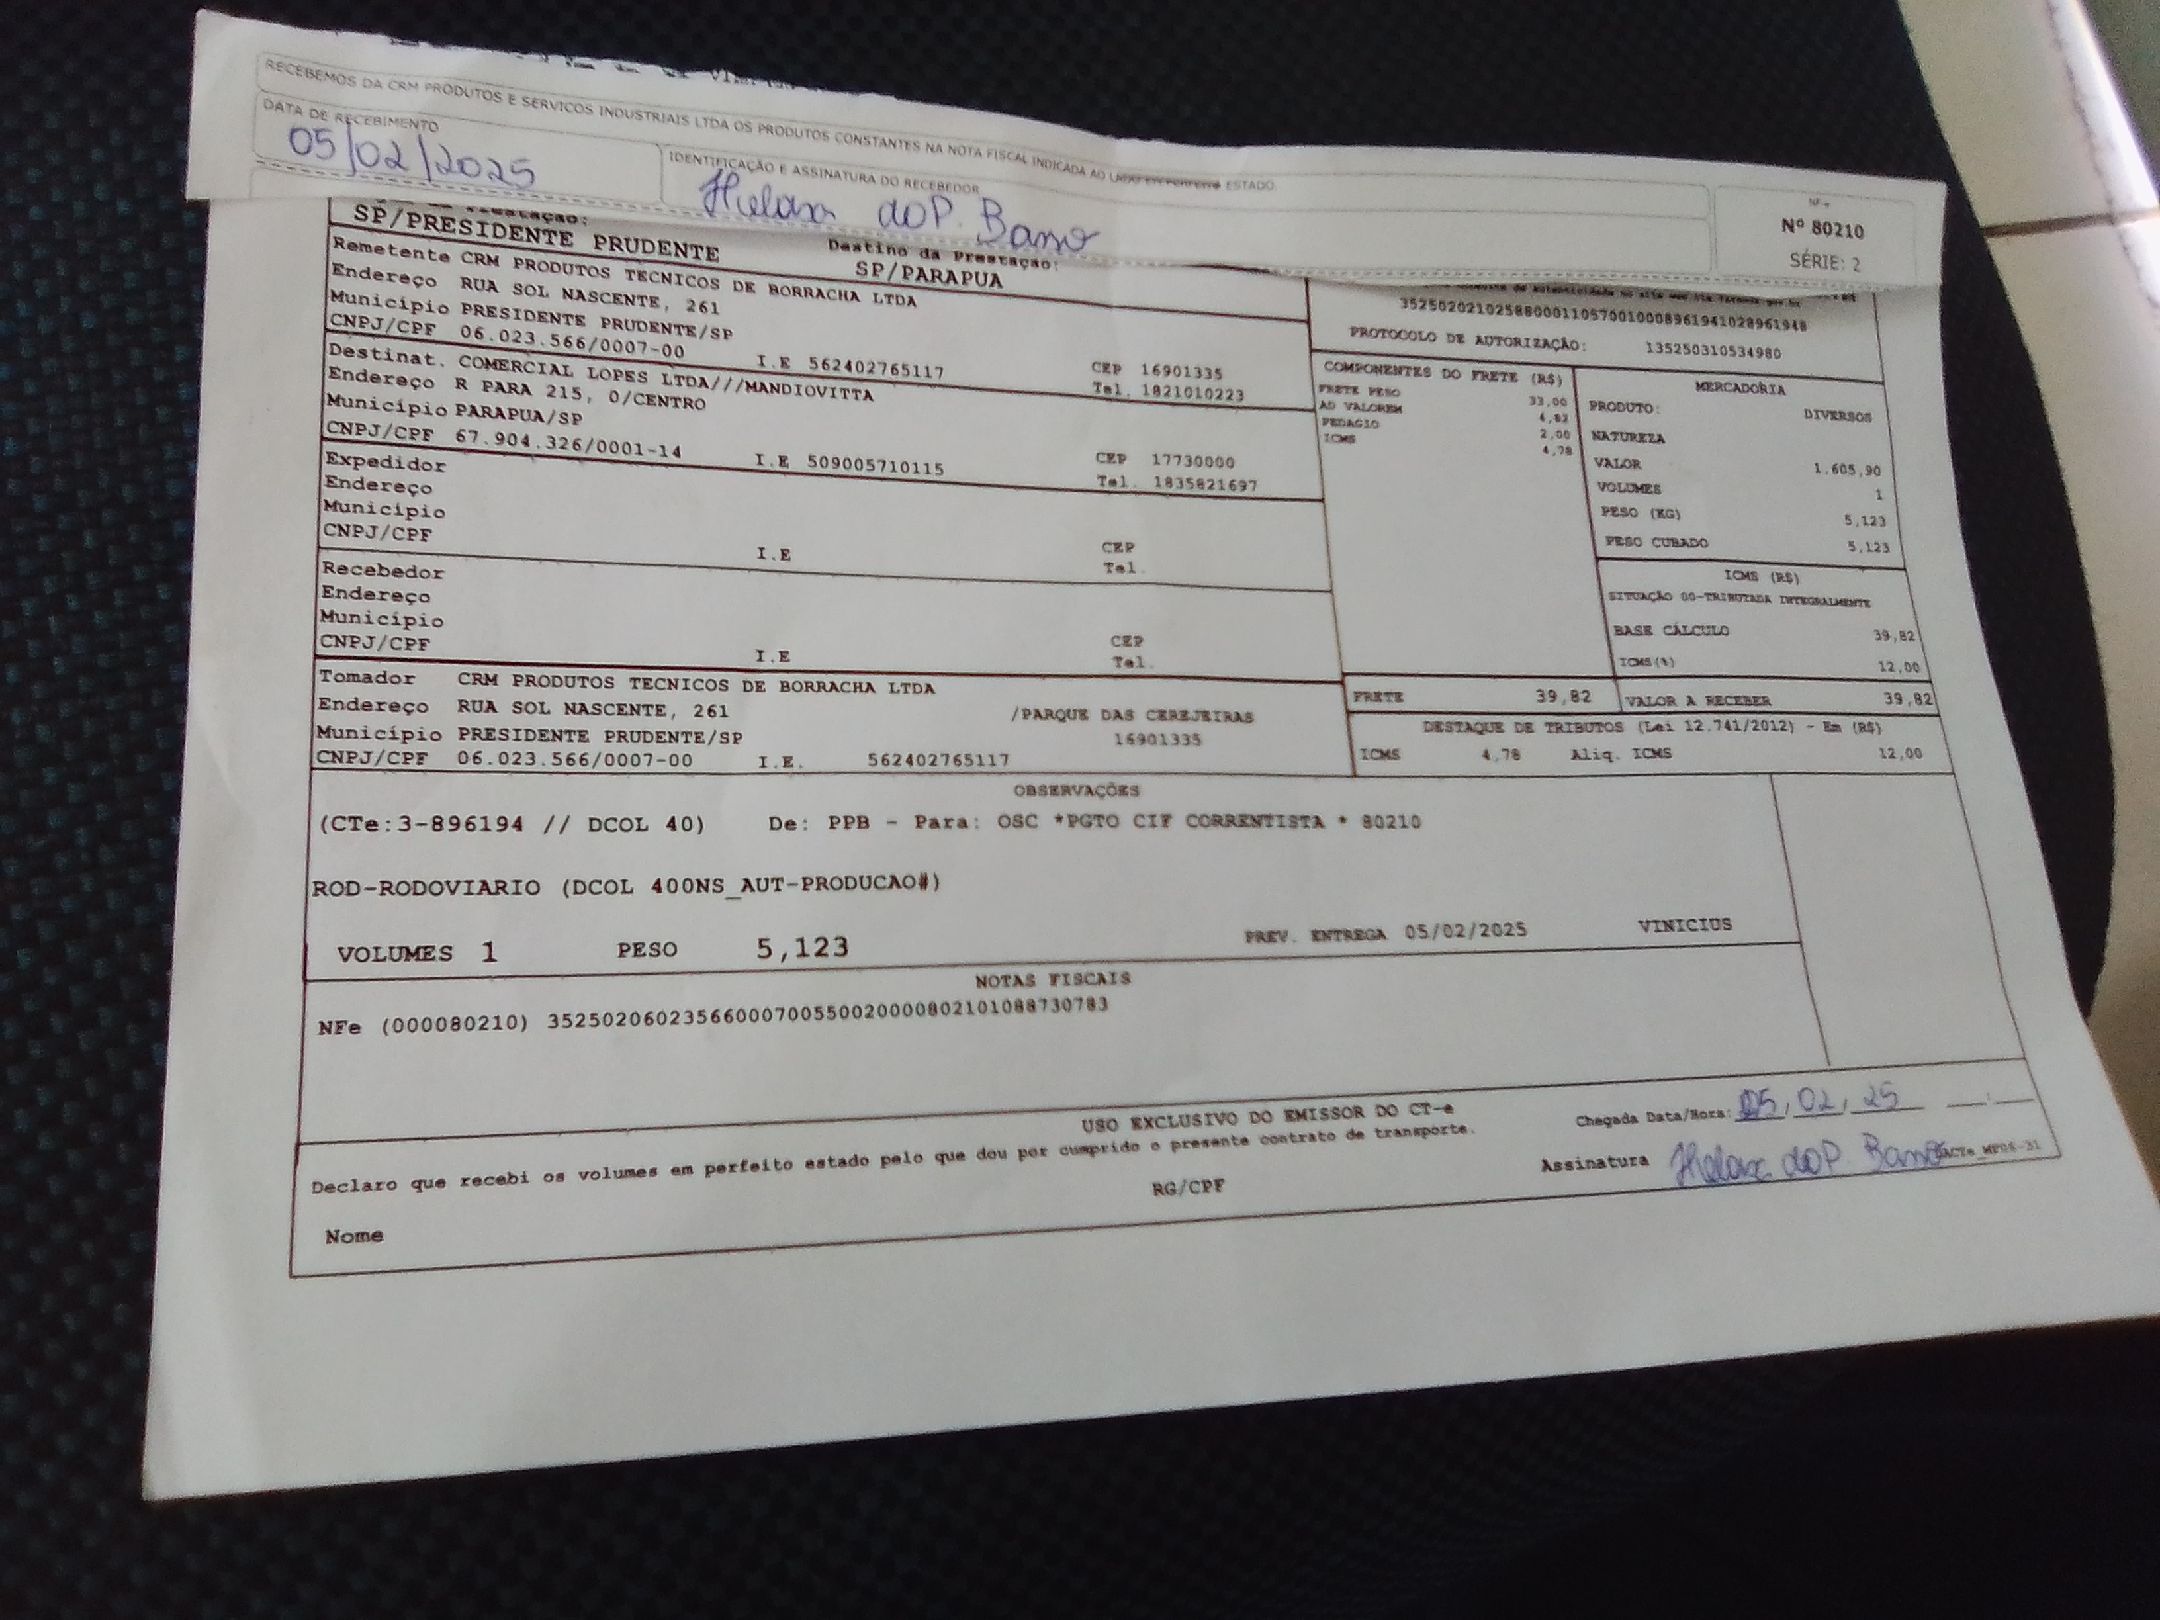 RECEBEMOS DA CRM PRODUTOS E SERVICOS INDUSTRIAIS LTDA OS PRODUTOS CONSTANTES NA NOTA FISCAL INDICADA AO LADO EM PERFEITO ESTADO.
DATA DE RECEBIMENTO
05/02/2025
IDENTIFICAÇÃO E ASSINATURA DO RECEBEDOR
do P. Basso
NF-e
Nº 80210
SÉRIE: 2
Prestação:
SP/PRESIDENTE PRUDENTE
Destino da Prestação:
SP/PARAPUA
Remetente CRM PRODUTOS TECNICOS DE BORRACHA LTDA
Endereço RUA SOL NASCENTE, 261
Município PRESIDENTE PRUDENTE/SP CEP 16901335
CNPJ/CPF 06.023.566/0007-00 I.E 562402765117 Tel. 1821010223
Destinat. COMERCIAL LOPES LTDA///MANDIOVITTA
Endereço R PARA 215, 0/CENTRO
Município PARAPUA/SP CEP 17730000
CNPJ/CPF 67.904.326/0001-14 I.E 509005710115 Tel. 1835821697
Expedidor
Endereço
Município CEP
CNPJ/CPF I.E Tel.
Recebedor
Endereço
Município CEP
CNPJ/CPF I.E Tel.
Tomador CRM PRODUTOS TECNICOS DE BORRACHA LTDA
Endereço RUA SOL NASCENTE, 261 /PARQUE DAS CEREJEIRAS
Município PRESIDENTE PRUDENTE/SP 16901335
CNPJ/CPF 06.023.566/0007-00 I.E. 562402765117
35250202102588000110570010008961941028961948
PROTOCOLO DE AUTORIZAÇÃO: 135250310534980
COMPONENTES DO FRETE (R$)
FRETE PESO 33,00
AD VALOREM 4,82
PEDAGIO 2,00
ICMS 4,78
MERCADORIA
PRODUTO: DIVERSOS
NATUREZA
VALOR 1.605,90
VOLUMES 1
PESO (KG) 5,123
PESO CUBADO 5,123
ICMS (R$)
SITUAÇÃO 00-TRIBUTADA INTEGRALMENTE
BASE CÁLCULO 39,82
ICMS(%) 12,00
FRETE 39,82 VALOR A RECEBER 39,82
DESTAQUE DE TRIBUTOS (Lei 12.741/2012) - Em (R$)
ICMS 4,78 Aliq. ICMS 12,00
OBSERVAÇÕES
(CTe:3-896194 // DCOL 40) De: PPB - Para: OSC *PGTO CIF CORRENTISTA * 80210
ROD-RODOVIARIO (DCOL 400NS_AUT-PRODUCAO#)
VOLUMES 1 PESO 5,123 PREV. ENTREGA 05/02/2025 VINICIUS
NOTAS FISCAIS
NFe (000080210) 35250206023566000700550020000802101088730783
USO EXCLUSIVO DO EMISSOR DO CT-e
Declaro que recebi os volumes em perfeito estado pelo que dou por cumprido o presente contrato de transporte.
Chegada Data/Hora: 05/02/25 __:__
Nome RG/CPF Assinatura do P. Basso